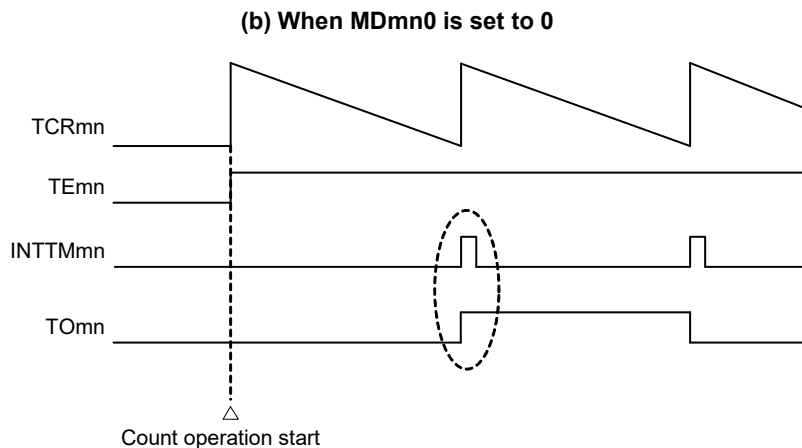 (b) When MDmn0 is set to 0
TCRmn
TEmn
INTTMmn
TOmn
Count operation start